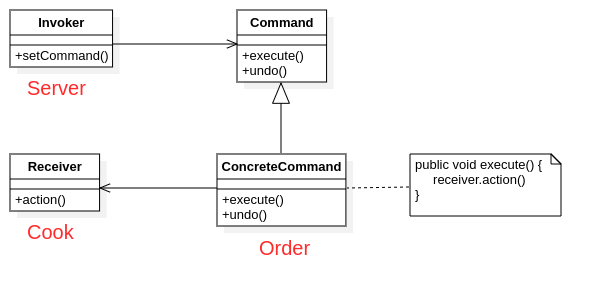 Invoker
+setCommand()
Server
Command
+execute()
+undo()
Receiver
+action()
Cook
ConcreteCommand
+execute()
+undo()
Order
public void execute() {
receiver.action()
}